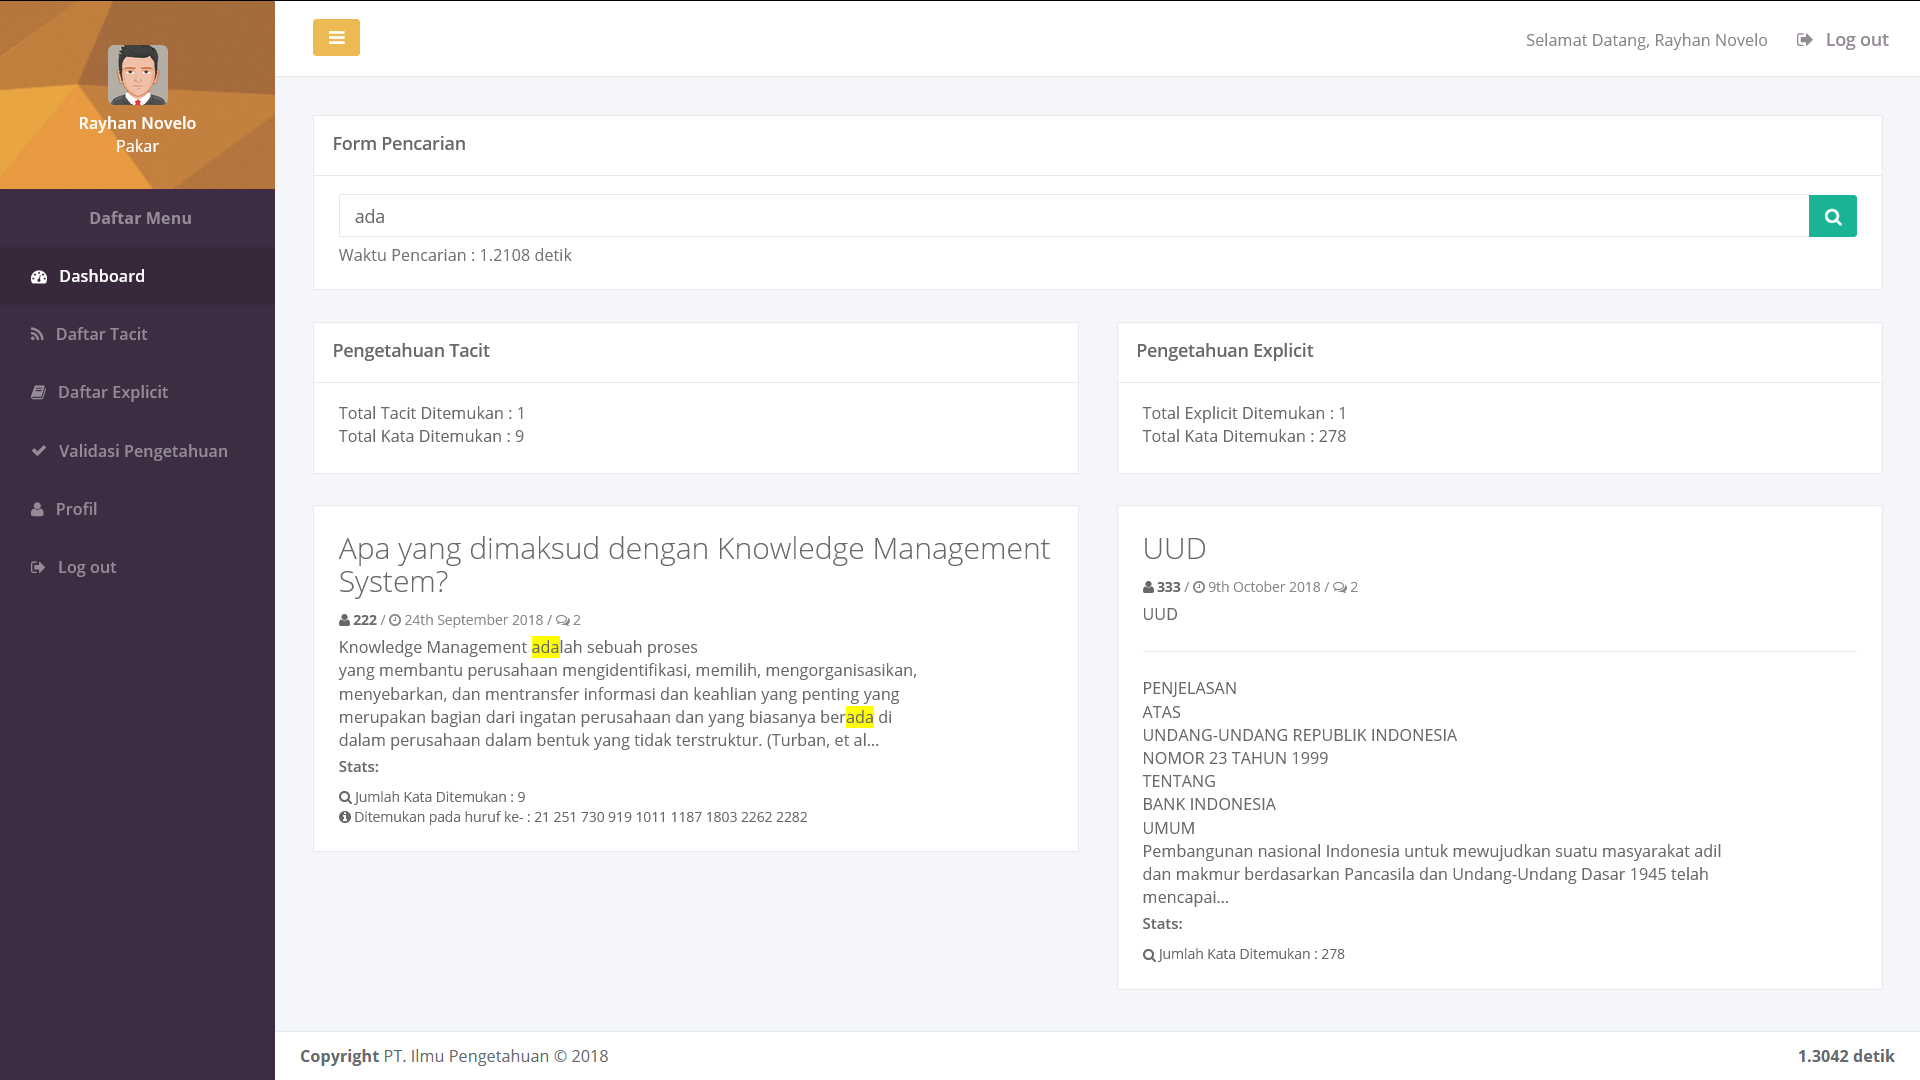 Rayhan Novelo
Pakar
Daftar Menu
Dashboard
Daftar Tacit
Daftar Explicit
Validasi Pengetahuan
Profil
Log out
Selamat Datang, Rayhan Novelo
Log out
Form Pencarian
ada
Waktu Pencarian : 1.2108 detik
Pengetahuan Tacit
Total Tacit Ditemukan : 1
Total Kata Ditemukan : 9
Pengetahuan Explicit
Total Explicit Ditemukan : 1
Total Kata Ditemukan : 278
Apa yang dimaksud dengan Knowledge Management
System?
222 / 24th September 2018 / 2
Knowledge Management adalah sebuah proses
yang membantu perusahaan mengidentifikasi, memilih, mengorganisasikan,
menyebarkan, dan mentransfer informasi dan keahlian yang penting yang
merupakan bagian dari ingatan perusahaan dan yang biasanya berada di
dalam perusahaan dalam bentuk yang tidak terstruktur. (Turban, et al...
Stats:
Jumlah Kata Ditemukan : 9
Ditemukan pada huruf ke- : 21 251 730 919 1011 1187 1803 2262 2282
UUD
333 / 9th October 2018 / 2
UUD
PENJELASAN
ATAS
UNDANG-UNDANG REPUBLIK INDONESIA
NOMOR 23 TAHUN 1999
TENTANG
BANK INDONESIA
UMUM
Pembangunan nasional Indonesia untuk mewujudkan suatu masyarakat adil
dan makmur berdasarkan Pancasila dan Undang-Undang Dasar 1945 telah
mencapai...
Stats:
Jumlah Kata Ditemukan : 278
Copyright PT. Ilmu Pengetahuan © 2018
1.3042 detik